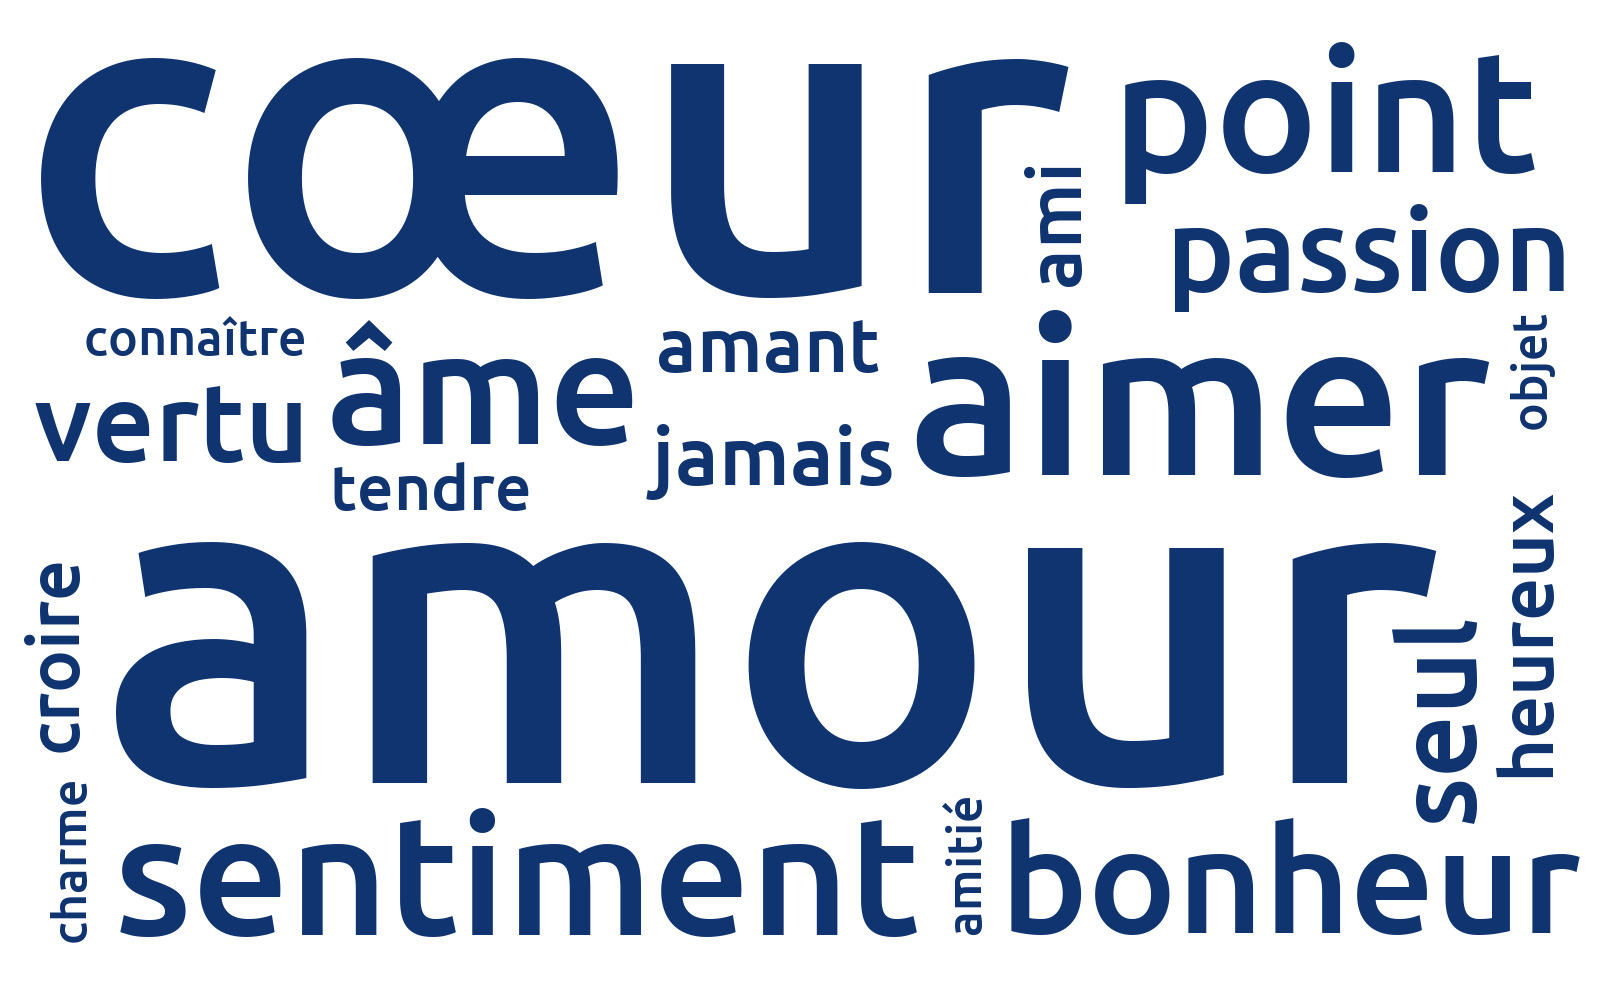 cœur
point
ami
passion
connaître
âme
amant
aimer
objet
vertu
jamais
tendre
amour
heureux
croire
seul
charme
sentiment
amitié
bonheur